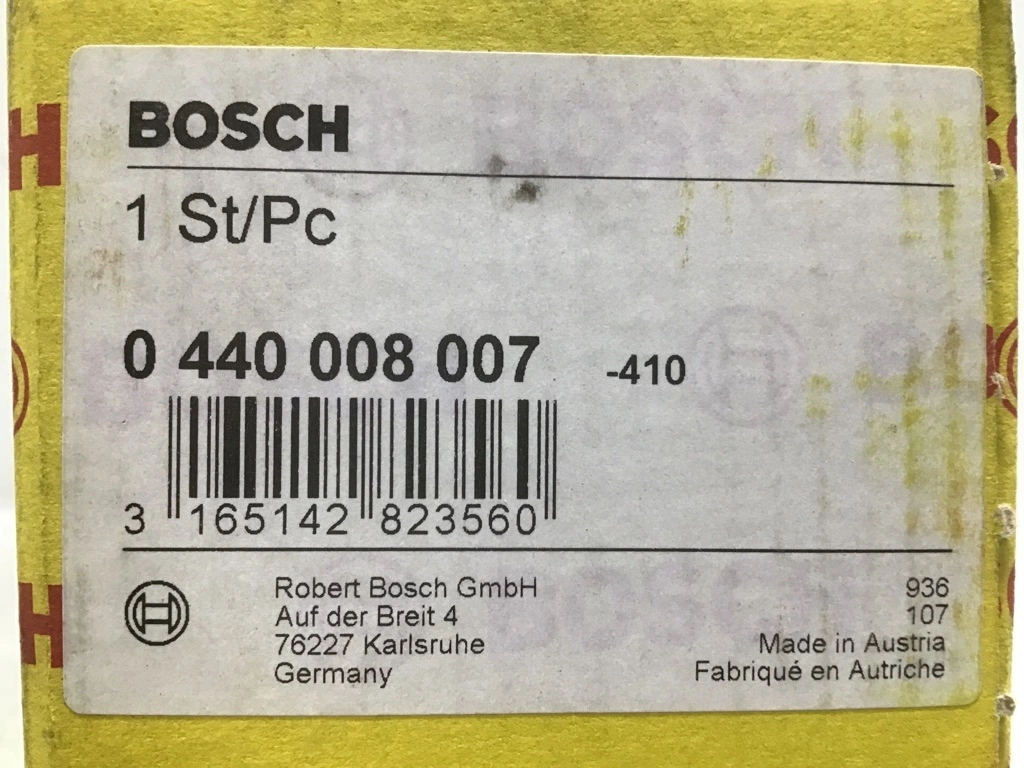 BOSCH
1 St/Pc
0 440 008 007 -410
3 165142 823560
Robert Bosch GmbH
Auf der Breit 4
76227 Karlsruhe
Germany
936
107
Made in Austria
Fabriqué en Autriche